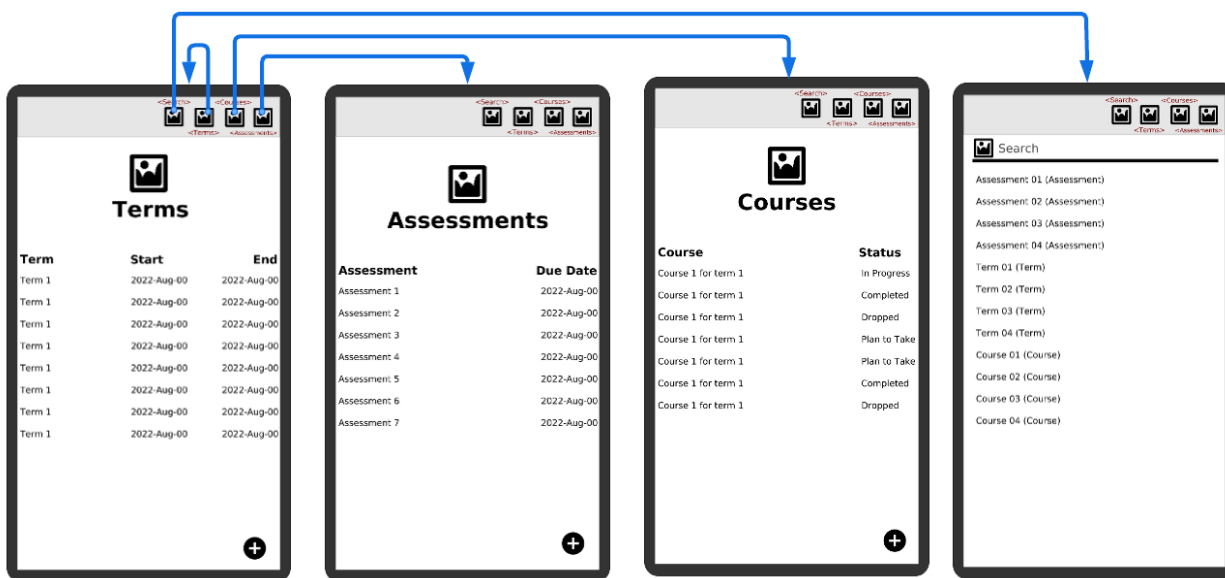 <Search> <Courses>
<Terms> <Assessments>
Terms
Term Start End
Term 1 2022-Aug-00 2022-Aug-00
Term 1 2022-Aug-00 2022-Aug-00
Term 1 2022-Aug-00 2022-Aug-00
Term 1 2022-Aug-00 2022-Aug-00
Term 1 2022-Aug-00 2022-Aug-00
Term 1 2022-Aug-00 2022-Aug-00
Term 1 2022-Aug-00 2022-Aug-00
Term 1 2022-Aug-00 2022-Aug-00
<Search> <Courses>
<Terms> <Assessments>
Assessments
Assessment Due Date
Assessment 1 2022-Aug-00
Assessment 2 2022-Aug-00
Assessment 3 2022-Aug-00
Assessment 4 2022-Aug-00
Assessment 5 2022-Aug-00
Assessment 6 2022-Aug-00
Assessment 7 2022-Aug-00
<Search> <Courses>
<Terms> <Assessments>
Courses
Course Status
Course 1 for term 1 In Progress
Course 1 for term 1 Completed
Course 1 for term 1 Dropped
Course 1 for term 1 Plan to Take
Course 1 for term 1 Plan to Take
Course 1 for term 1 Completed
Course 1 for term 1 Dropped
<Search> <Courses>
<Terms> <Assessments>
Search
Assessment 01 (Assessment)
Assessment 02 (Assessment)
Assessment 03 (Assessment)
Assessment 04 (Assessment)
Term 01 (Term)
Term 02 (Term)
Term 03 (Term)
Term 04 (Term)
Course 01 (Course)
Course 02 (Course)
Course 03 (Course)
Course 04 (Course)